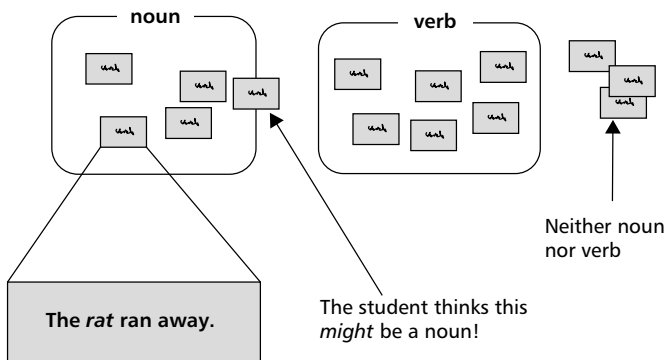 noun
verb
Neither noun
nor verb
The rat ran away.
The student thinks this
might be a noun!